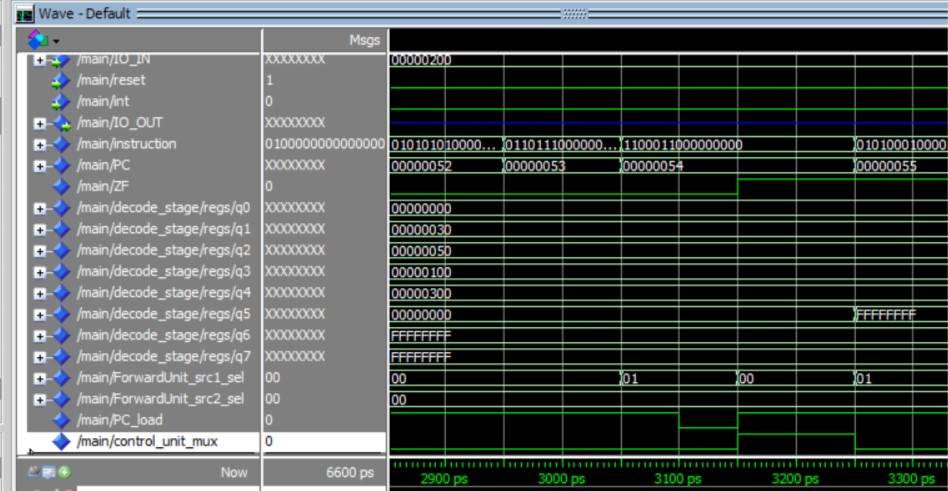 Wave - Default
Msgs
/main/IO_IN XXXXXXXX 00000200
/main/reset 1
/main/int 0
/main/IO_OUT XXXXXXXX
/main/instruction 0100000000000000 010101010000... 0110111000000... 1100011000000000 010100010000
/main/PC XXXXXXXX 00000052 00000053 00000054 00000055
/main/ZF 0
/main/decode_stage/regs/q0 XXXXXXXX 00000000
/main/decode_stage/regs/q1 XXXXXXXX 00000030
/main/decode_stage/regs/q2 XXXXXXXX 00000050
/main/decode_stage/regs/q3 XXXXXXXX 00000100
/main/decode_stage/regs/q4 XXXXXXXX 00000300
/main/decode_stage/regs/q5 XXXXXXXX 00000000 FFFFFFFF
/main/decode_stage/regs/q6 XXXXXXXX FFFFFFFF
/main/decode_stage/regs/q7 XXXXXXXX FFFFFFFF
/main/ForwardUnit_src1_sel 00 00 01 00 01
/main/ForwardUnit_src2_sel 00 00
/main/PC_load 0
/main/control_unit_mux 0
Now 6600 ps 2900 ps 3000 ps 3100 ps 3200 ps 3300 ps